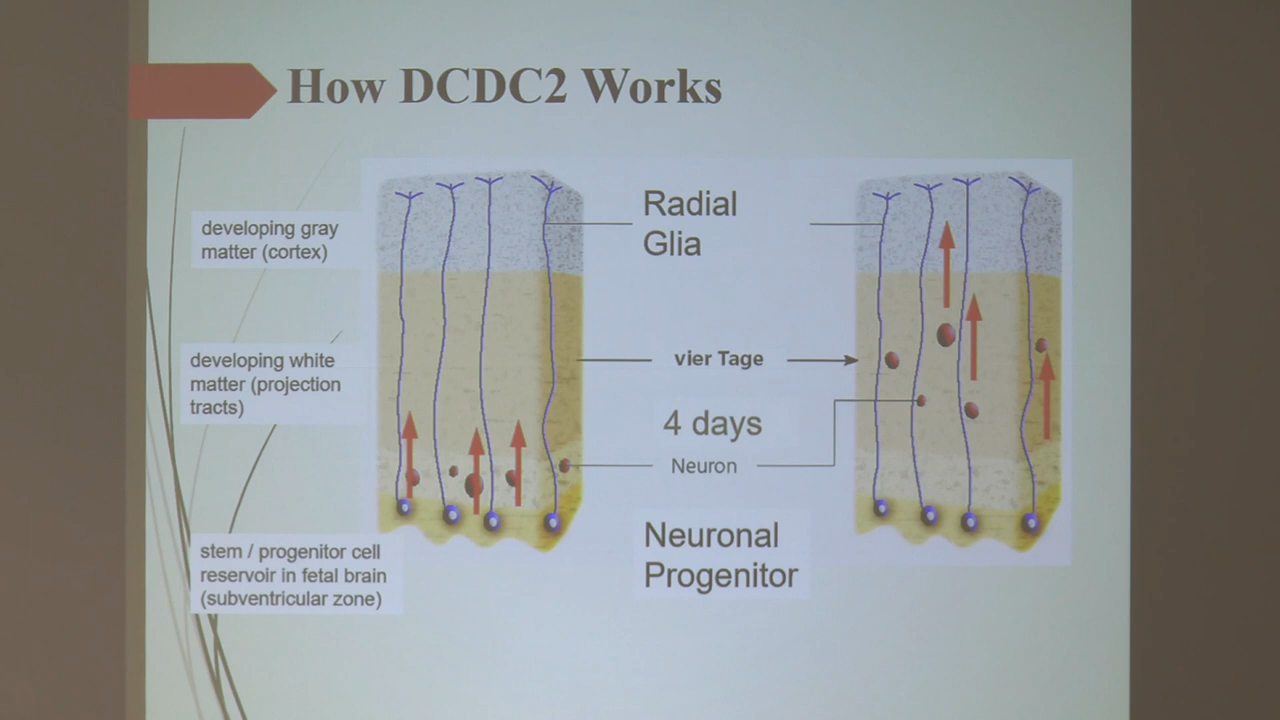 How DCDC2 Works
developing gray
matter (cortex)
Radial
Glia
developing white
matter (projection
tracts)
vier Tage
4 days
Neuron
stem / progenitor cell
reservoir in fetal brain
(subventricular zone)
Neuronal
Progenitor